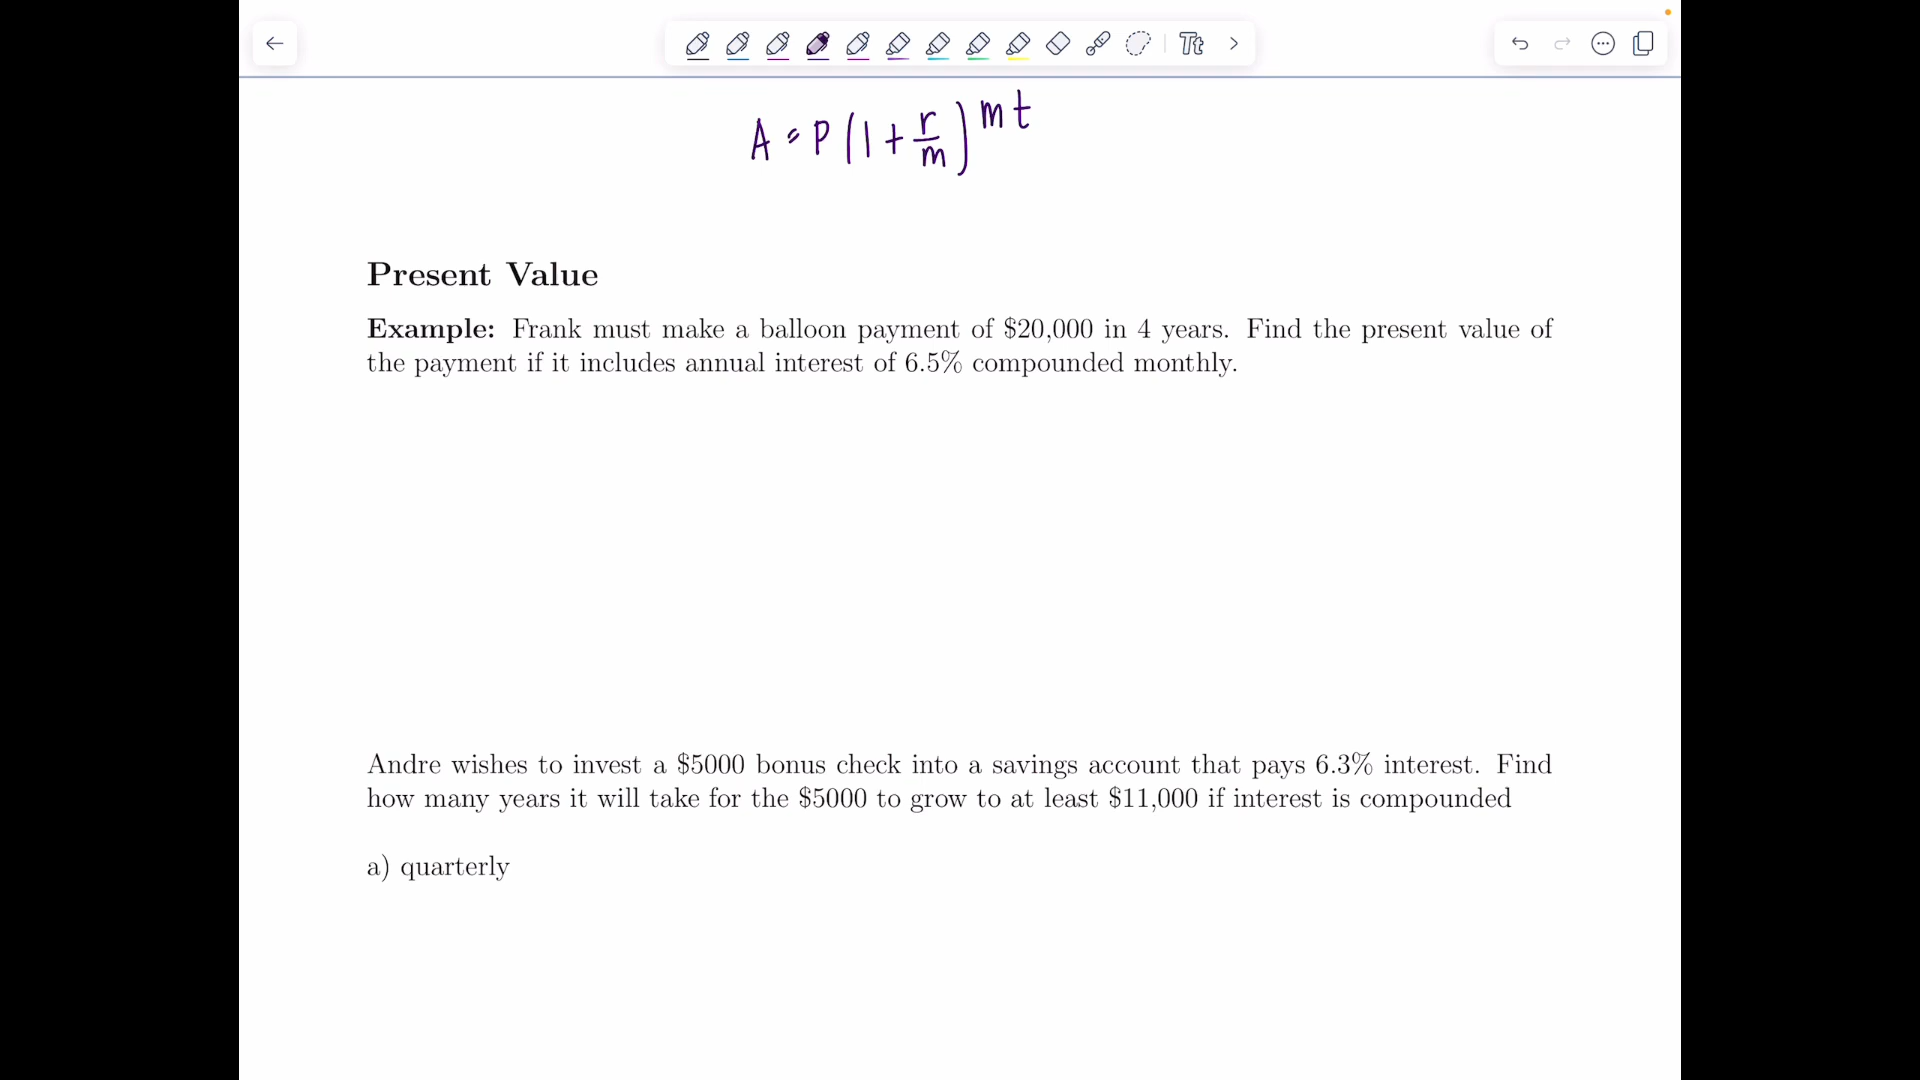 Tt
A = P(1 + r/m)^mt
Present Value
Example: Frank must make a balloon payment of $20,000 in 4 years. Find the present value of
the payment if it includes annual interest of 6.5% compounded monthly.
Andre wishes to invest a $5000 bonus check into a savings account that pays 6.3% interest. Find
how many years it will take for the $5000 to grow to at least $11,000 if interest is compounded
a) quarterly